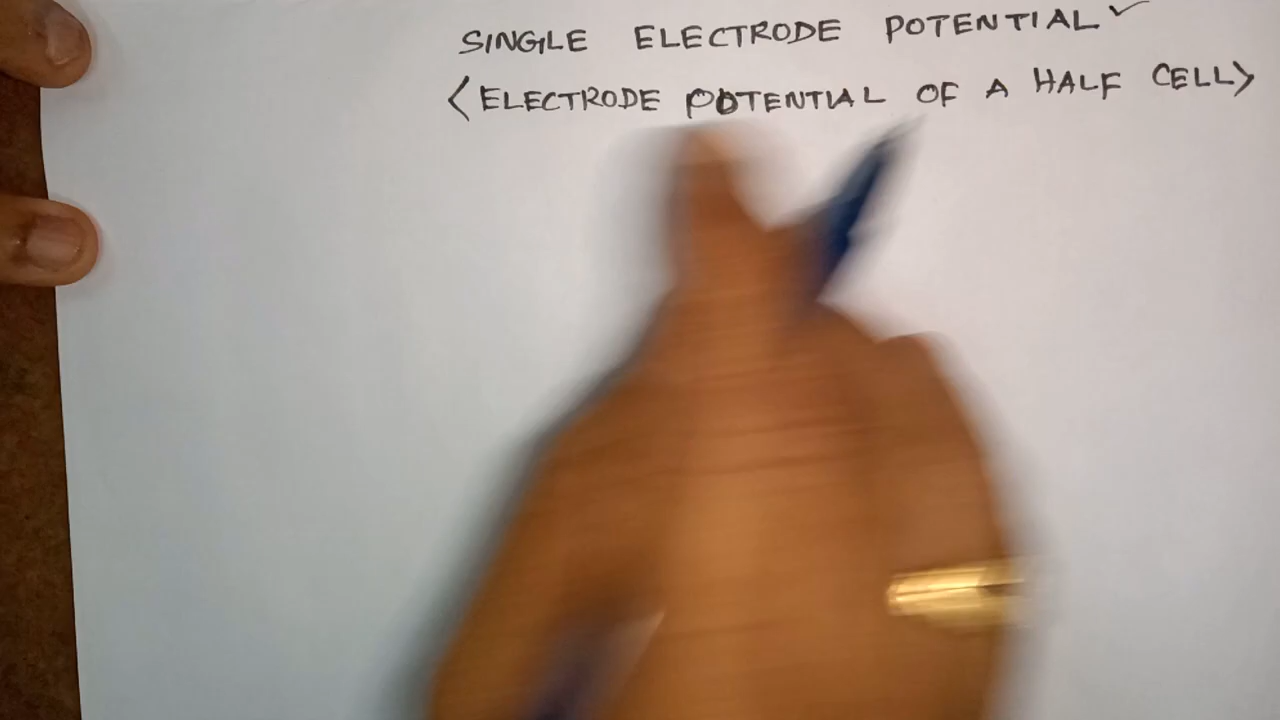 SINGLE ELECTRODE POTENTIAL ✓
<ELECTRODE POTENTIAL OF A HALF CELL>